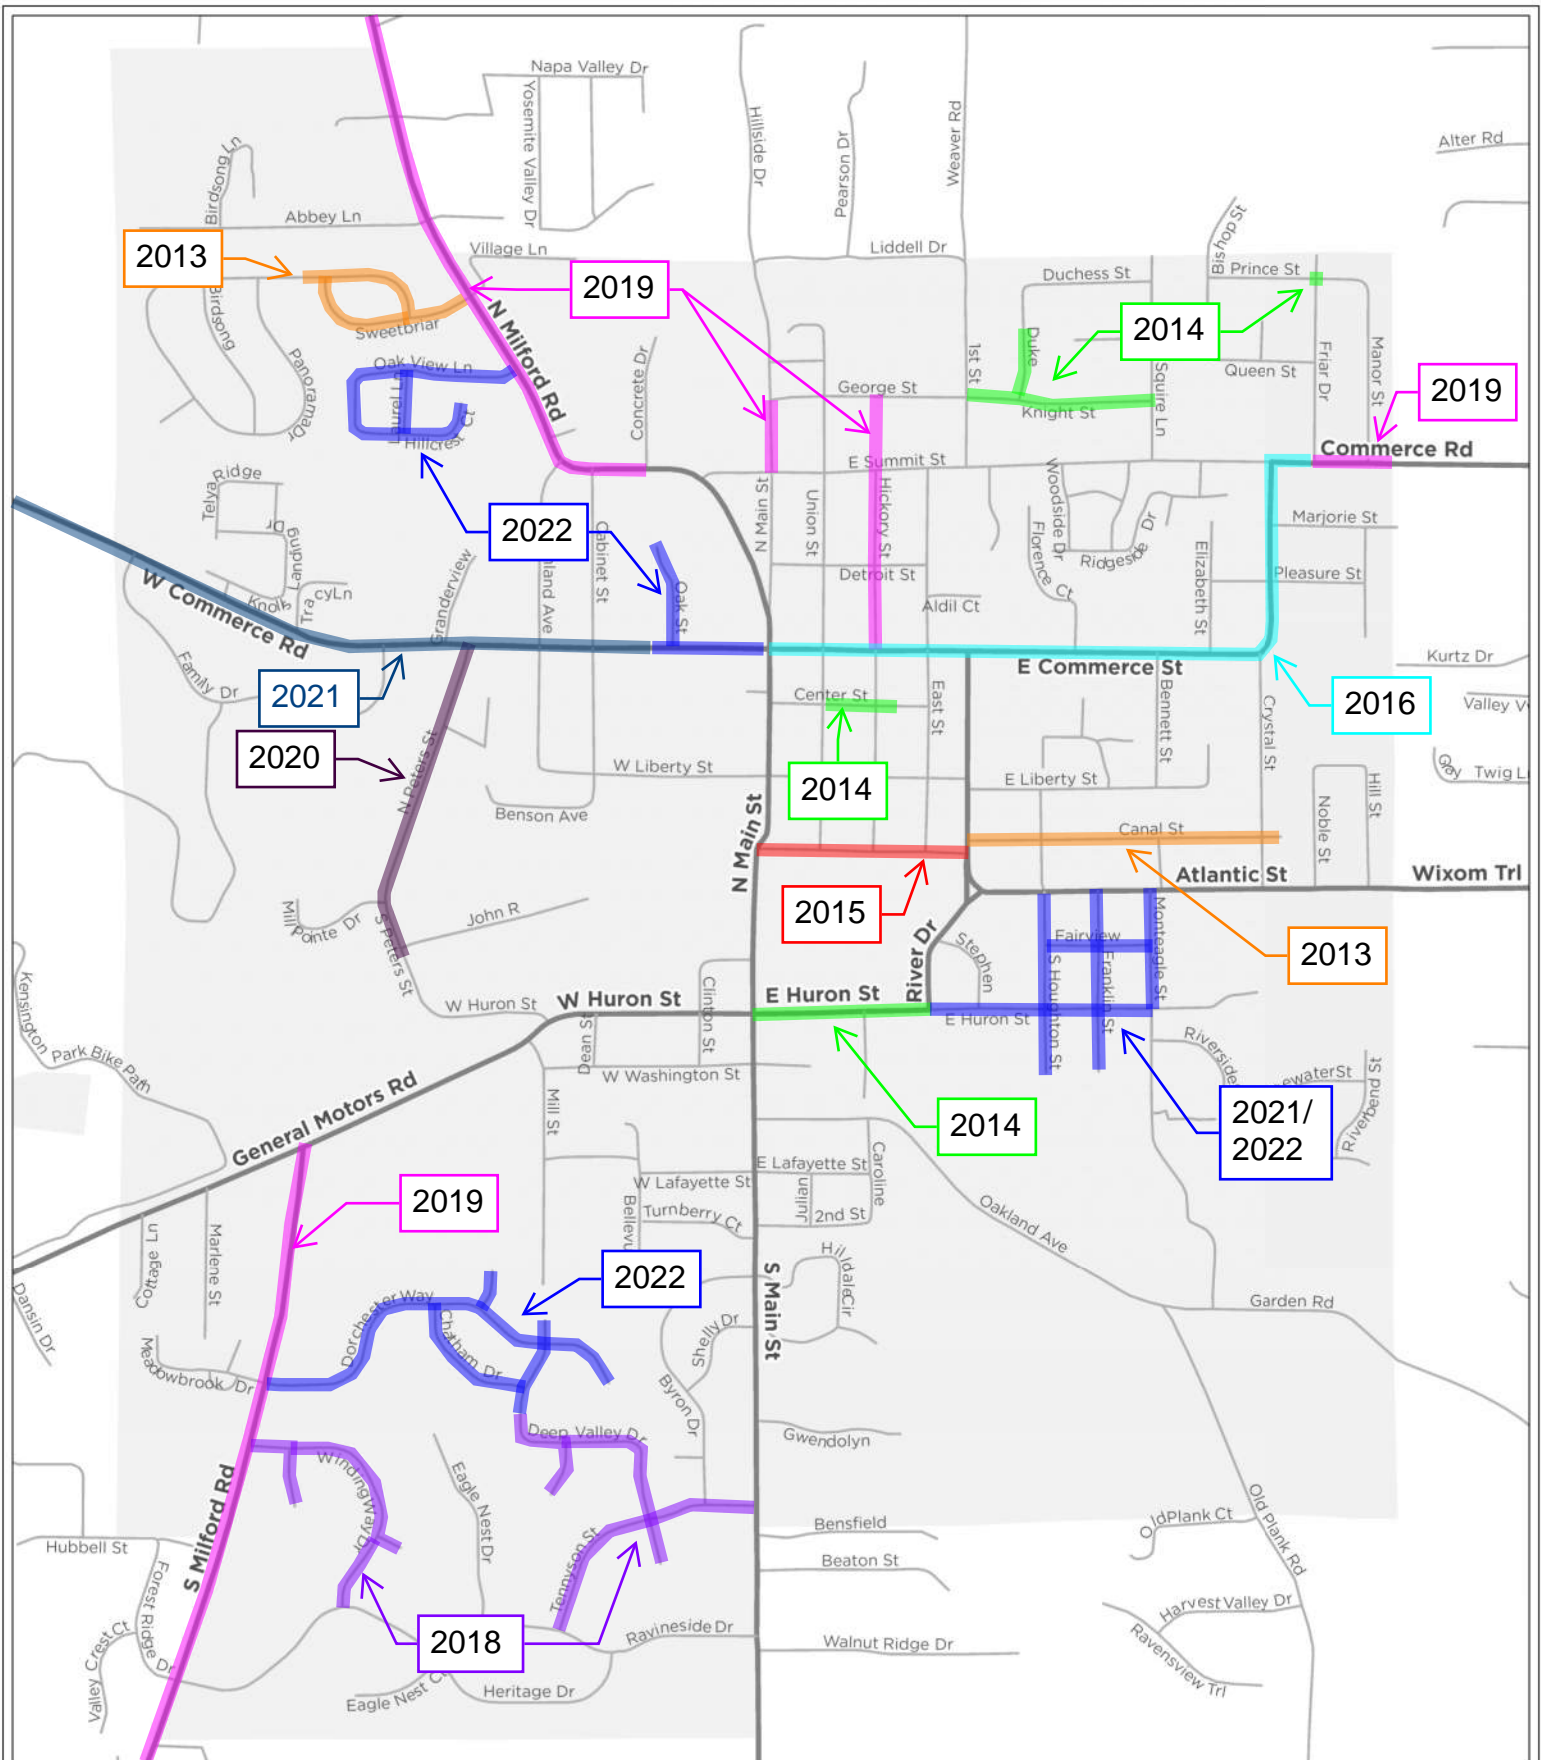 Napa Valley Dr
Yosemite Valley Dr
Hillside Dr
Pearson Dr
Weaver Rd
Alter Rd
Birdsong Ln
Abbey Ln
Village Ln
Liddell Dr
Bishop St
Prince St
Duchess St
2013
2019
2014
Birdsong
Sweetbriar
N Milford Rd
Panorama Dr
Oak View Ln
Hillcrest Ct
Concrete Dr
George St
1st St
Duke
Knight St
Squire Ln
Queen St
Friar Dr
Manor St
2019
Commerce Rd
Telya
Ridge
Landing Dr
Knolls
Tracy Ln
Granderview
2022
Cabinet St
Oak St
N Main St
Union St
E Summit St
Hickory St
Detroit St
Aldil Ct
Woodside Dr
Florence Ct
Ridgeside Dr
Elizabeth St
Marjorie St
Pleasure St
W Commerce Rd
Family Dr
2021
E Commerce St
Kurtz Dr
2020
N Peters St
Center St
East St
2014
Bennett St
Crystal St
2016
W Liberty St
E Liberty St
Benson Ave
N Main St
Canal St
Noble St
Hill St
Twig Ln
Atlantic St
Wixom Trl
2015
Mill Pointe Dr
S Peters St
John R
River Dr
Stephen
Fairview
S Houghton St
Franklin St
Monteagle St
2013
Kensington
Park Bike Path
W Huron St
W Huron St
E Huron St
E Huron St
Clinton St
Dean St
W Washington St
Mill St
General Motors Rd
2014
2021/
2022
Riverside
Riverbend St
E Lafayette St
W Lafayette St
Caroline
Julian
2nd St
Turnberry Ct
Oakland Ave
2019
Cottage Ln
Marlene St
Dansin Dr
2022
Hilldale Cir
S Main St
Garden Rd
Dorchester Way
Chatham Dr
Shelly Dr
Byron Dr
Meadowbrook Dr
Deep Valley Dr
Gwendolyn
Winding Way Dr
Eagle Nest Dr
S Milford Rd
Hubbell St
Forest Ridge Dr
Tennyson St
Bensfield
Beaton St
Old Plank Ct
Old Plank Rd
Harvest Valley Dr
Ravensview Trl
2018
Ravineside Dr
Walnut Ridge Dr
Valley Crest Ct
Heritage Dr